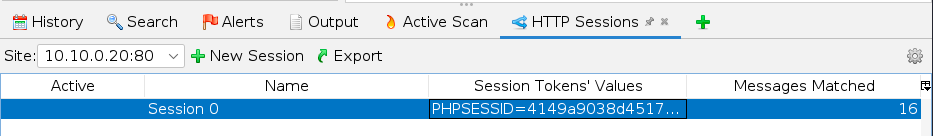 History Search Alerts Output Active Scan HTTP Sessions
Site: 10.10.0.20:80 New Session Export
Active Name Session Tokens' Values Messages Matched
Session 0 PHPSESSID=4149a9038d4517... 16